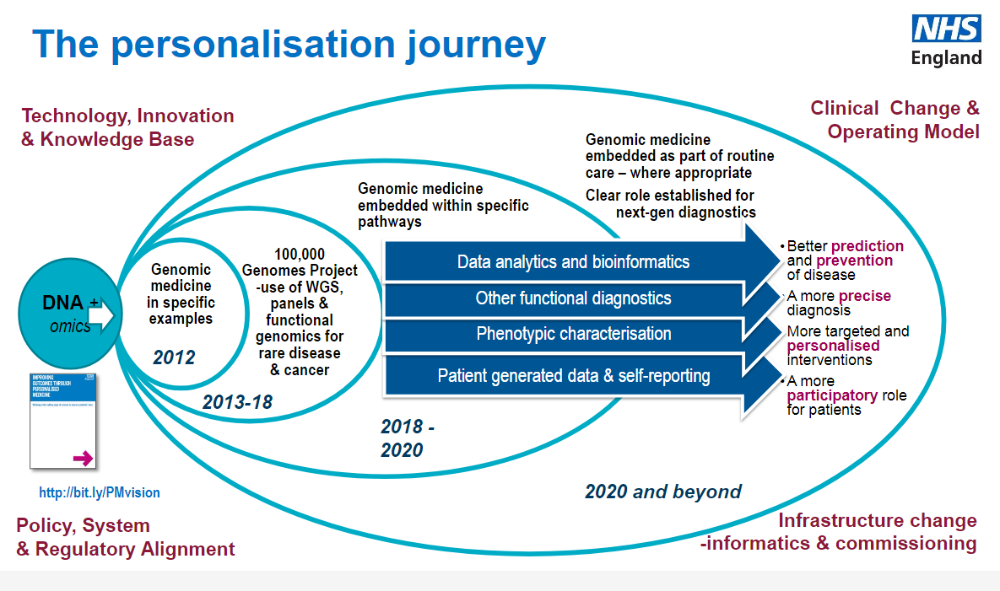 The personalisation journey
NHS
England
Technology, Innovation
& Knowledge Base
Clinical Change &
Operating Model
Genomic medicine
embedded as part of routine
care – where appropriate
Clear role established for
next-gen diagnostics
Genomic medicine
embedded within specific
pathways
100,000
Genomes Project
-use of WGS,
panels &
functional
genomics for
rare disease
& cancer
Genomic
medicine
in specific
examples
DNA +
omics
2012
2013-18
2018 -
2020
2020 and beyond
Data analytics and bioinformatics
Other functional diagnostics
Phenotypic characterisation
Patient generated data & self-reporting
• Better prediction
and prevention
of disease
• A more precise
diagnosis
• More targeted and
personalised
interventions
• A more
participatory role
for patients
IMPROVING
OUTCOMES THROUGH
PERSONALISED
MEDICINE
http://bit.ly/PMvision
Policy, System
& Regulatory Alignment
Infrastructure change
-informatics & commissioning